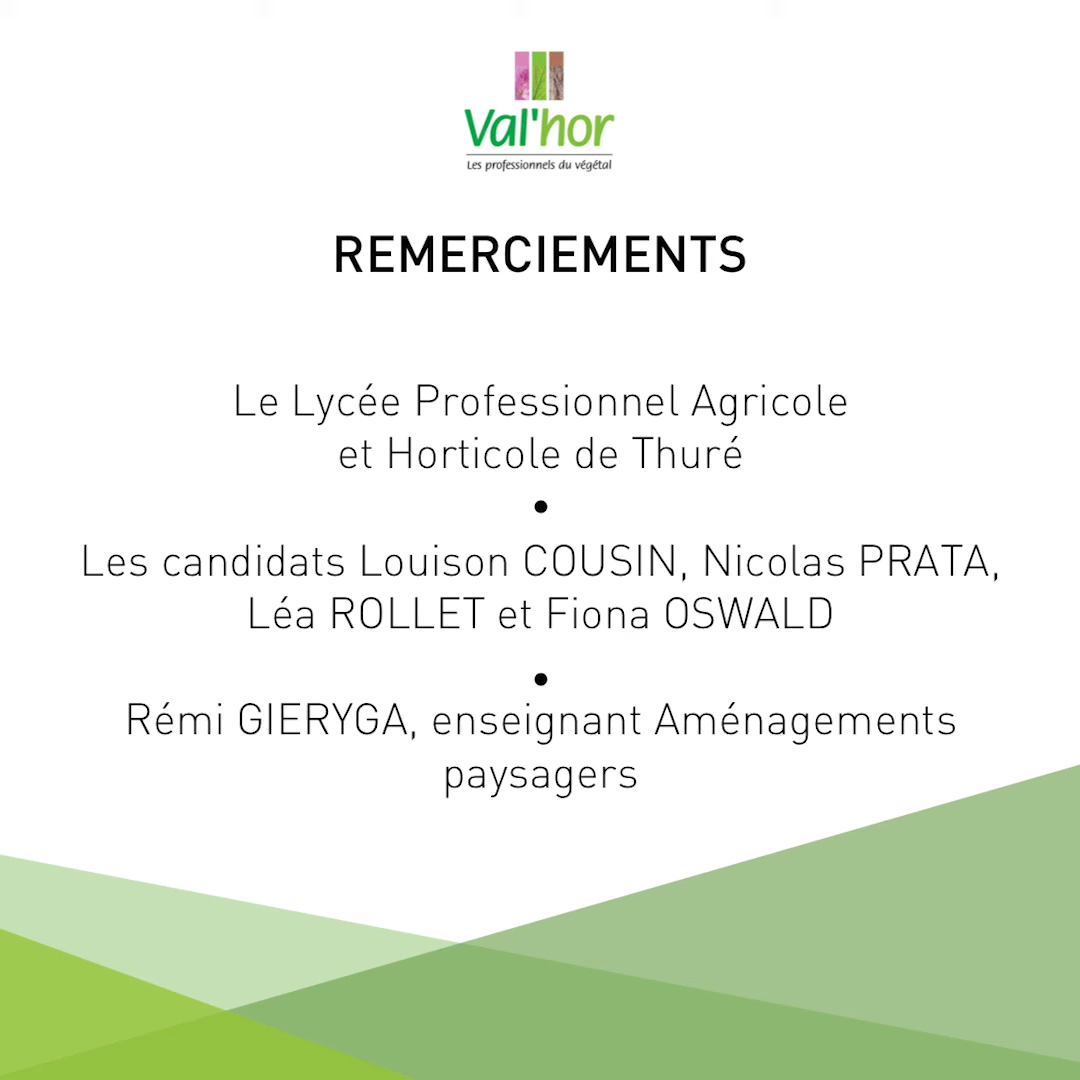 Val'hor
Les professionnels du végétal
REMERCIEMENTS
Le Lycée Professionnel Agricole
et Horticole de Thuré
•
Les candidats Louison COUSIN, Nicolas PRATA,
Léa ROLLET et Fiona OSWALD
•
Rémi GIERYGA, enseignant Aménagements
paysagers